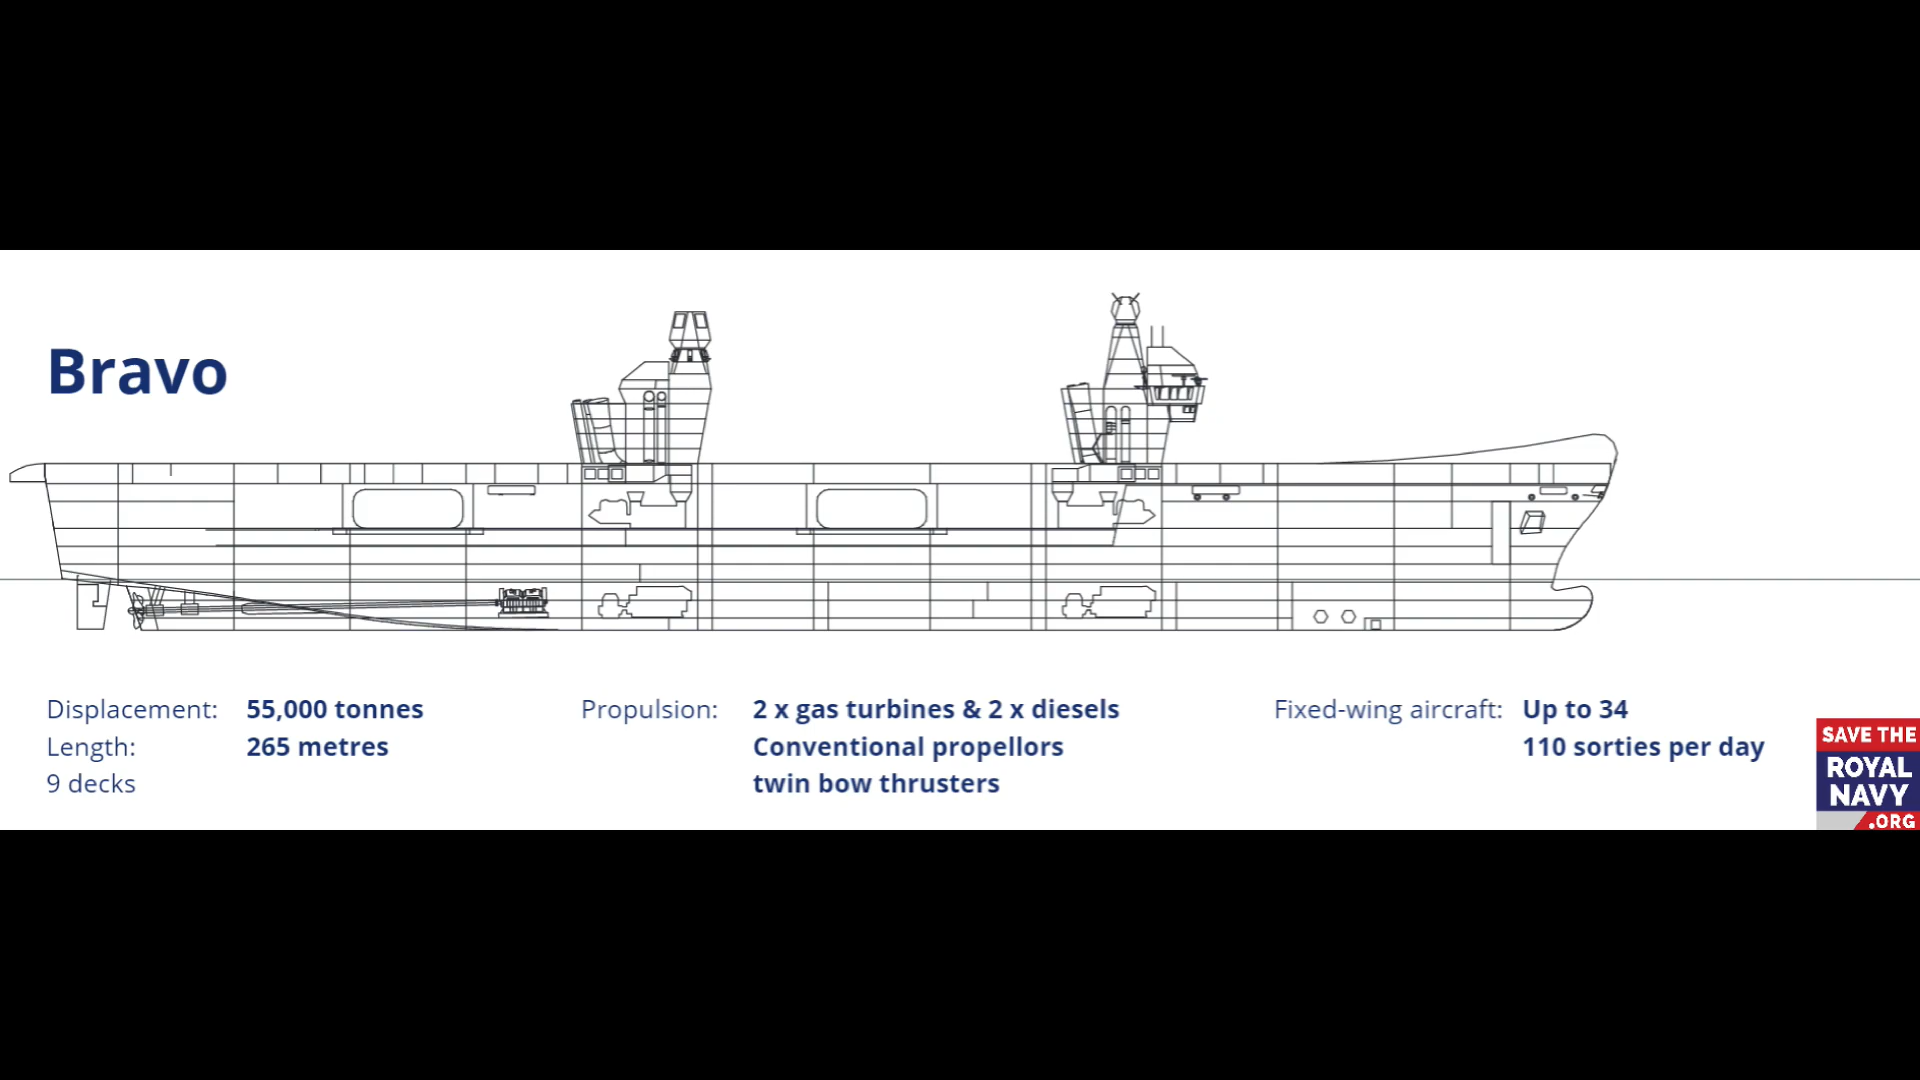 Bravo
Displacement: 55,000 tonnes
Length: 265 metres
9 decks
Propulsion: 2 x gas turbines & 2 x diesels
Conventional propellors
twin bow thrusters
Fixed-wing aircraft: Up to 34
110 sorties per day
SAVE THE
ROYAL
NAVY
.ORG